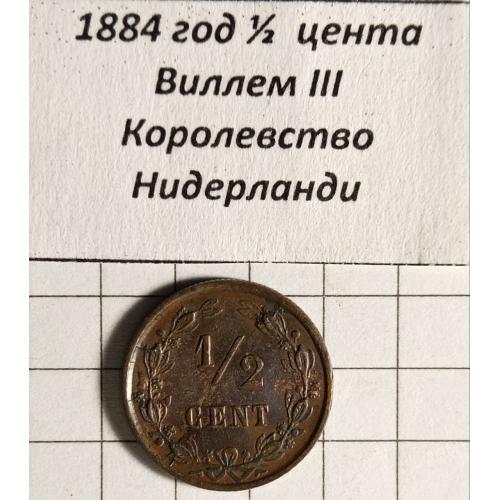 1884 год ½ цента
Виллем III
Королевство
Нидерланди
1/2
CENT